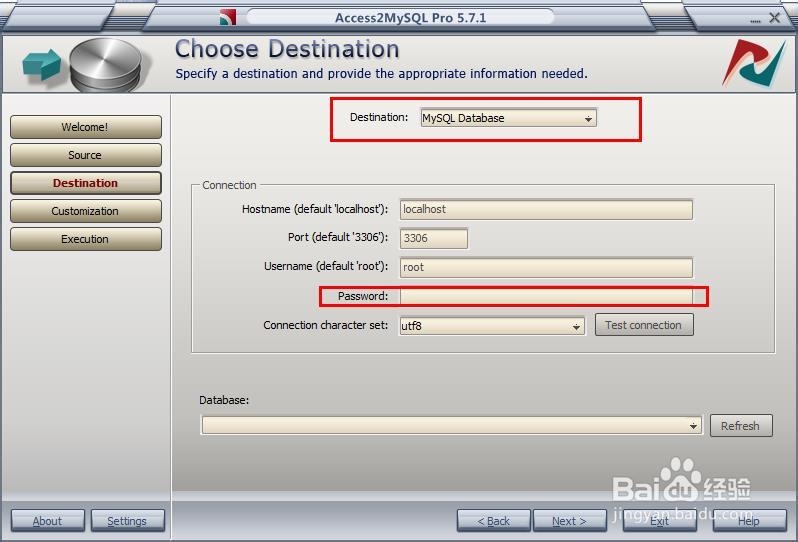 Access2MySQL Pro 5.7.1
Choose Destination
Specify a destination and provide the appropriate information needed.
Welcome!
Source
Destination
Customization
Execution
Destination: MySQL Database
Connection
Hostname (default 'localhost'): localhost
Port (default '3306'): 3306
Username (default 'root'): root
Password:
Connection character set: utf8 Test connection
Database:
Refresh
Baidu 经验
jingyan.baidu.com
About Settings < Back Next > Exit Help